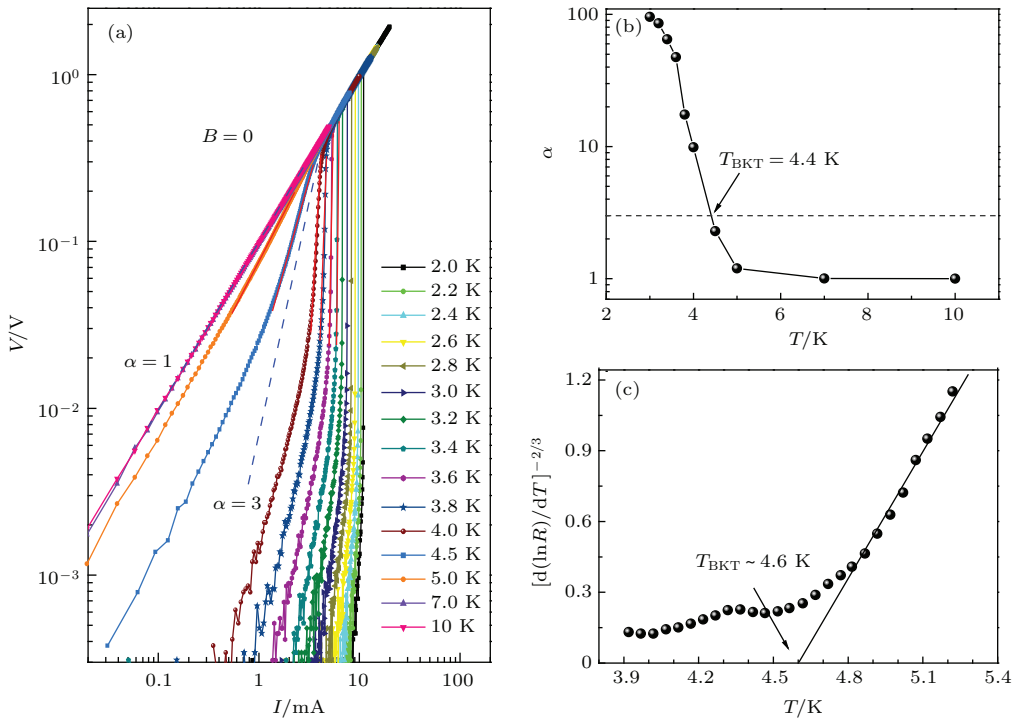 (a)
B = 0
α = 1
α = 3
10⁰
10⁻¹
10⁻²
10⁻³
V/V
0.1 1 10 100
I/mA
2.0 K
2.2 K
2.4 K
2.6 K
2.8 K
3.0 K
3.2 K
3.4 K
3.6 K
3.8 K
4.0 K
4.5 K
5.0 K
7.0 K
10 K
(b)
100
10
1
α
T_BKT = 4.4 K
2 4 6 8 10
T/K
(c)
1.2
0.9
0.6
0.3
0
[d(lnR)/dT]^-2/3
T_BKT ~ 4.6 K
3.9 4.2 4.5 4.8 5.1 5.4
T/K